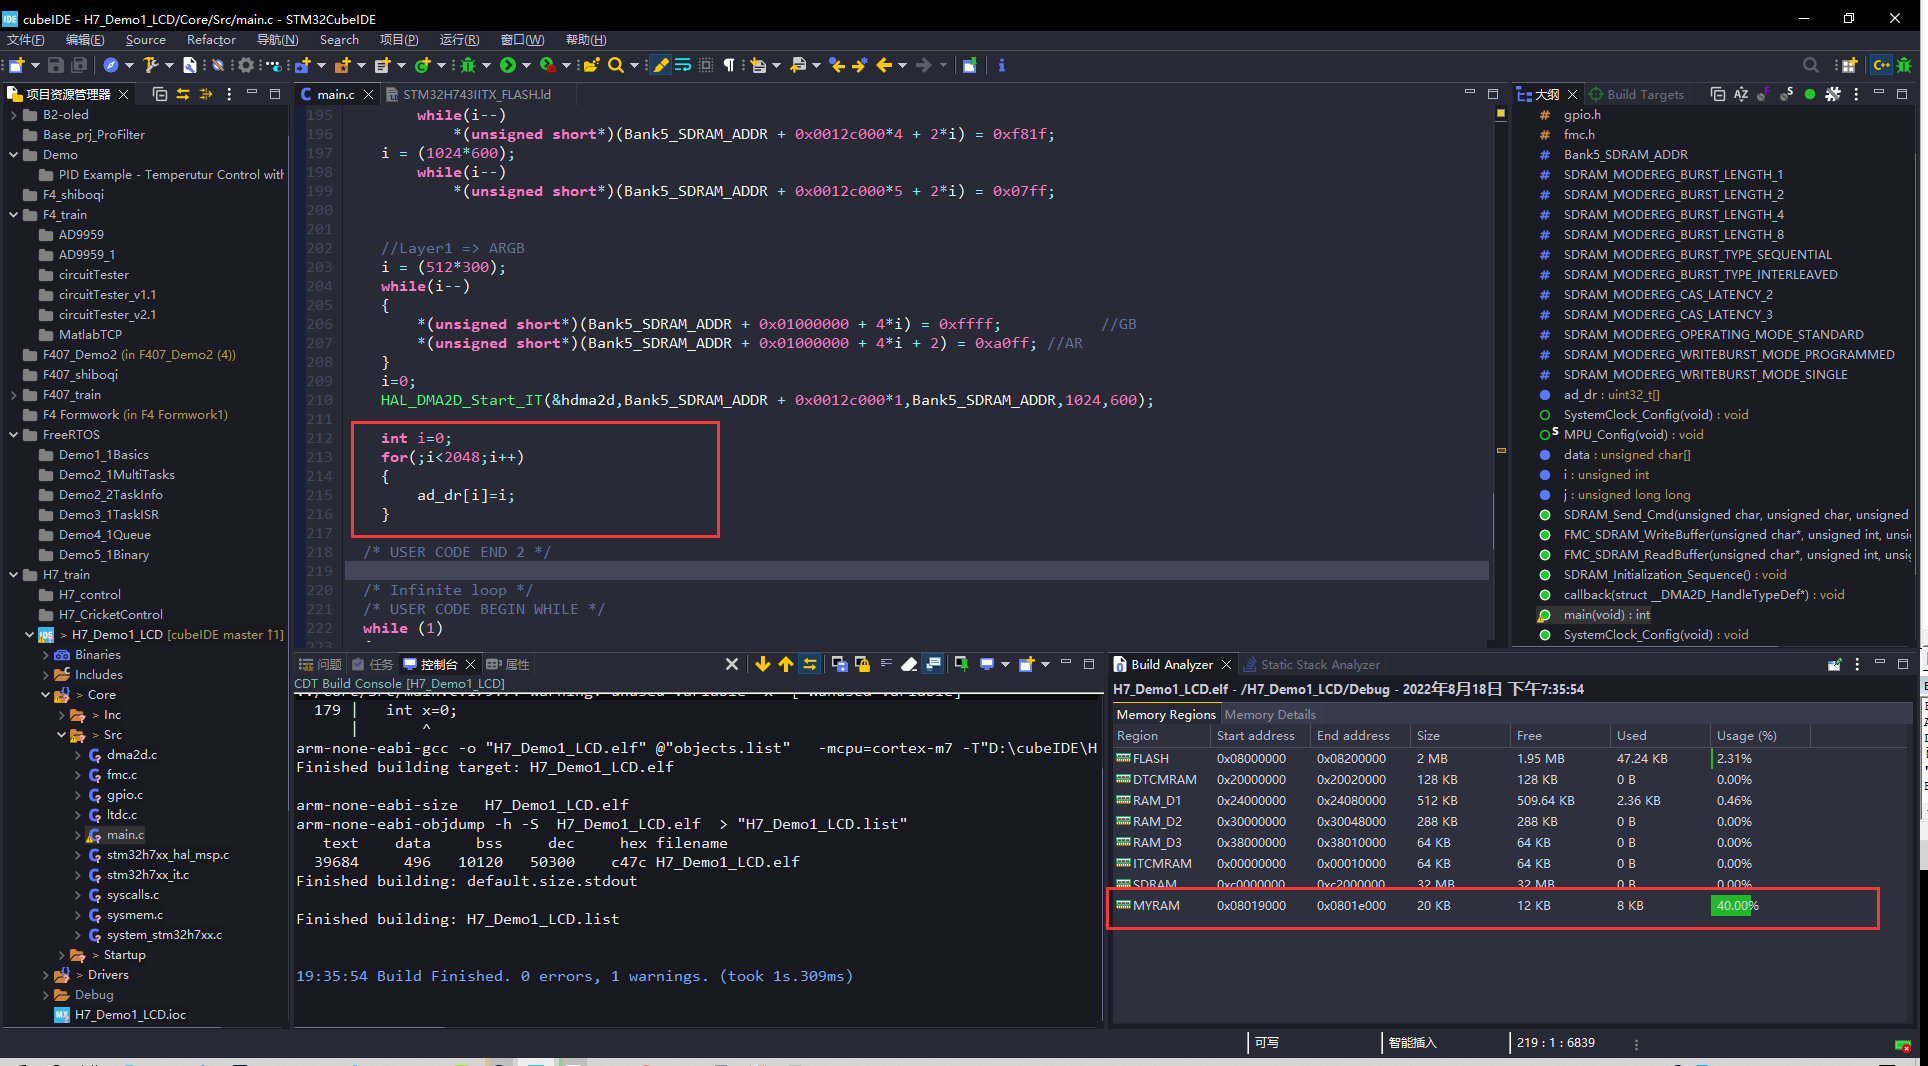 cubeIDE - H7_Demo1_LCD/Core/Src/main.c - STM32CubeIDE
文件(F) 编辑(E) Source Refactor 导航(N) Search 项目(P) 运行(R) 窗口(W) 帮助(H)
项目资源管理器
B2-oled
Base_prj_ProFilter
Demo
PID Example - Temperutur Control with
F4_shiboqi
F4_train
AD9959
AD9959_1
circuitTester
circuitTester_v1.1
circuitTester_v2.1
MatlabTCP
F407_Demo2 (in F407_Demo2 (4))
F407_shiboqi
F407_train
F4 Formwork (in F4 Formwork1)
FreeRTOS
Demo1_1Basics
Demo2_1MultiTasks
Demo2_2TaskInfo
Demo3_1TaskISR
Demo4_1Queue
Demo5_1Binary
H7_train
H7_control
H7_CricketControl
> H7_Demo1_LCD [cubeIDE master ↑1]
Binaries
Includes
> Core
> Inc
> Src
dma2d.c
fmc.c
gpio.c
ltdc.c
main.c
stm32h7xx_hal_msp.c
stm32h7xx_it.c
syscalls.c
sysmem.c
system_stm32h7xx.c
> Startup
> Drivers
Debug
H7_Demo1_LCD.ioc
main.c STM32H743IITX_FLASH.ld
195 while(i--)
196 *(unsigned short*)(Bank5_SDRAM_ADDR + 0x0012c000*4 + 2*i) = 0xf81f;
197 i = (1024*600);
198 while(i--)
199 *(unsigned short*)(Bank5_SDRAM_ADDR + 0x0012c000*5 + 2*i) = 0x07ff;
200
201
202 //Layer1 => ARGB
203 i = (512*300);
204 while(i--)
205 {
206 *(unsigned short*)(Bank5_SDRAM_ADDR + 0x01000000 + 4*i) = 0xffff; //GB
207 *(unsigned short*)(Bank5_SDRAM_ADDR + 0x01000000 + 4*i + 2) = 0xa0ff; //AR
208 }
209 i=0;
210 HAL_DMA2D_Start_IT(&hdma2d,Bank5_SDRAM_ADDR + 0x0012c000*1,Bank5_SDRAM_ADDR,1024,600);
211
212 int i=0;
213 for(;i<2048;i++)
214 {
215 ad_dr[i]=i;
216 }
217
218 /* USER CODE END 2 */
219
220 /* Infinite loop */
221 /* USER CODE BEGIN WHILE */
222 while (1)
大纲 Build Targets
gpio.h
fmc.h
Bank5_SDRAM_ADDR
SDRAM_MODEREG_BURST_LENGTH_1
SDRAM_MODEREG_BURST_LENGTH_2
SDRAM_MODEREG_BURST_LENGTH_4
SDRAM_MODEREG_BURST_LENGTH_8
SDRAM_MODEREG_BURST_TYPE_SEQUENTIAL
SDRAM_MODEREG_BURST_TYPE_INTERLEAVED
SDRAM_MODEREG_CAS_LATENCY_2
SDRAM_MODEREG_CAS_LATENCY_3
SDRAM_MODEREG_OPERATING_MODE_STANDARD
SDRAM_MODEREG_WRITEBURST_MODE_PROGRAMMED
SDRAM_MODEREG_WRITEBURST_MODE_SINGLE
ad_dr : uint32_t[]
SystemClock_Config(void) : void
MPU_Config(void) : void
data : unsigned char[]
i : unsigned int
j : unsigned long long
SDRAM_Send_Cmd(unsigned char, unsigned char, unsigned
FMC_SDRAM_WriteBuffer(unsigned char*, unsigned int, unsig
FMC_SDRAM_ReadBuffer(unsigned char*, unsigned int, unsig
SDRAM_Initialization_Sequence() : void
callback(struct __DMA2D_HandleTypeDef*) : void
main(void) : int
SystemClock_Config(void) : void
问题 任务 控制台 属性
CDT Build Console [H7_Demo1_LCD]
179 | int x=0;
| ^
arm-none-eabi-gcc -o "H7_Demo1_LCD.elf" @"objects.list" -mcpu=cortex-m7 -T"D:\cubeIDE\H
Finished building target: H7_Demo1_LCD.elf
arm-none-eabi-size H7_Demo1_LCD.elf
arm-none-eabi-objdump -h -S H7_Demo1_LCD.elf > "H7_Demo1_LCD.list"
text data bss dec hex filename
39684 496 10120 50300 c47c H7_Demo1_LCD.elf
Finished building: default.size.stdout
Finished building: H7_Demo1_LCD.list
19:35:54 Build Finished. 0 errors, 1 warnings. (took 1s.309ms)
Build Analyzer Static Stack Analyzer
H7_Demo1_LCD.elf - /H7_Demo1_LCD/Debug - 2022年8月18日 下午7:35:54
Memory Regions Memory Details
Region Start address End address Size Free Used Usage (%)
FLASH 0x08000000 0x08200000 2 MB 1.95 MB 47.24 KB 2.31%
DTCMRAM 0x20000000 0x20020000 128 KB 128 KB 0 B 0.00%
RAM_D1 0x24000000 0x24080000 512 KB 509.64 KB 2.36 KB 0.46%
RAM_D2 0x30000000 0x30048000 288 KB 288 KB 0 B 0.00%
RAM_D3 0x38000000 0x38010000 64 KB 64 KB 0 B 0.00%
ITCMRAM 0x00000000 0x00010000 64 KB 64 KB 0 B 0.00%
SDRAM 0xc0000000 0xc2000000 32 MB 32 MB 0 B 0.00%
MYRAM 0x08019000 0x0801e000 20 KB 12 KB 8 KB 40.00%
可写 智能插入 219 : 1 : 6839